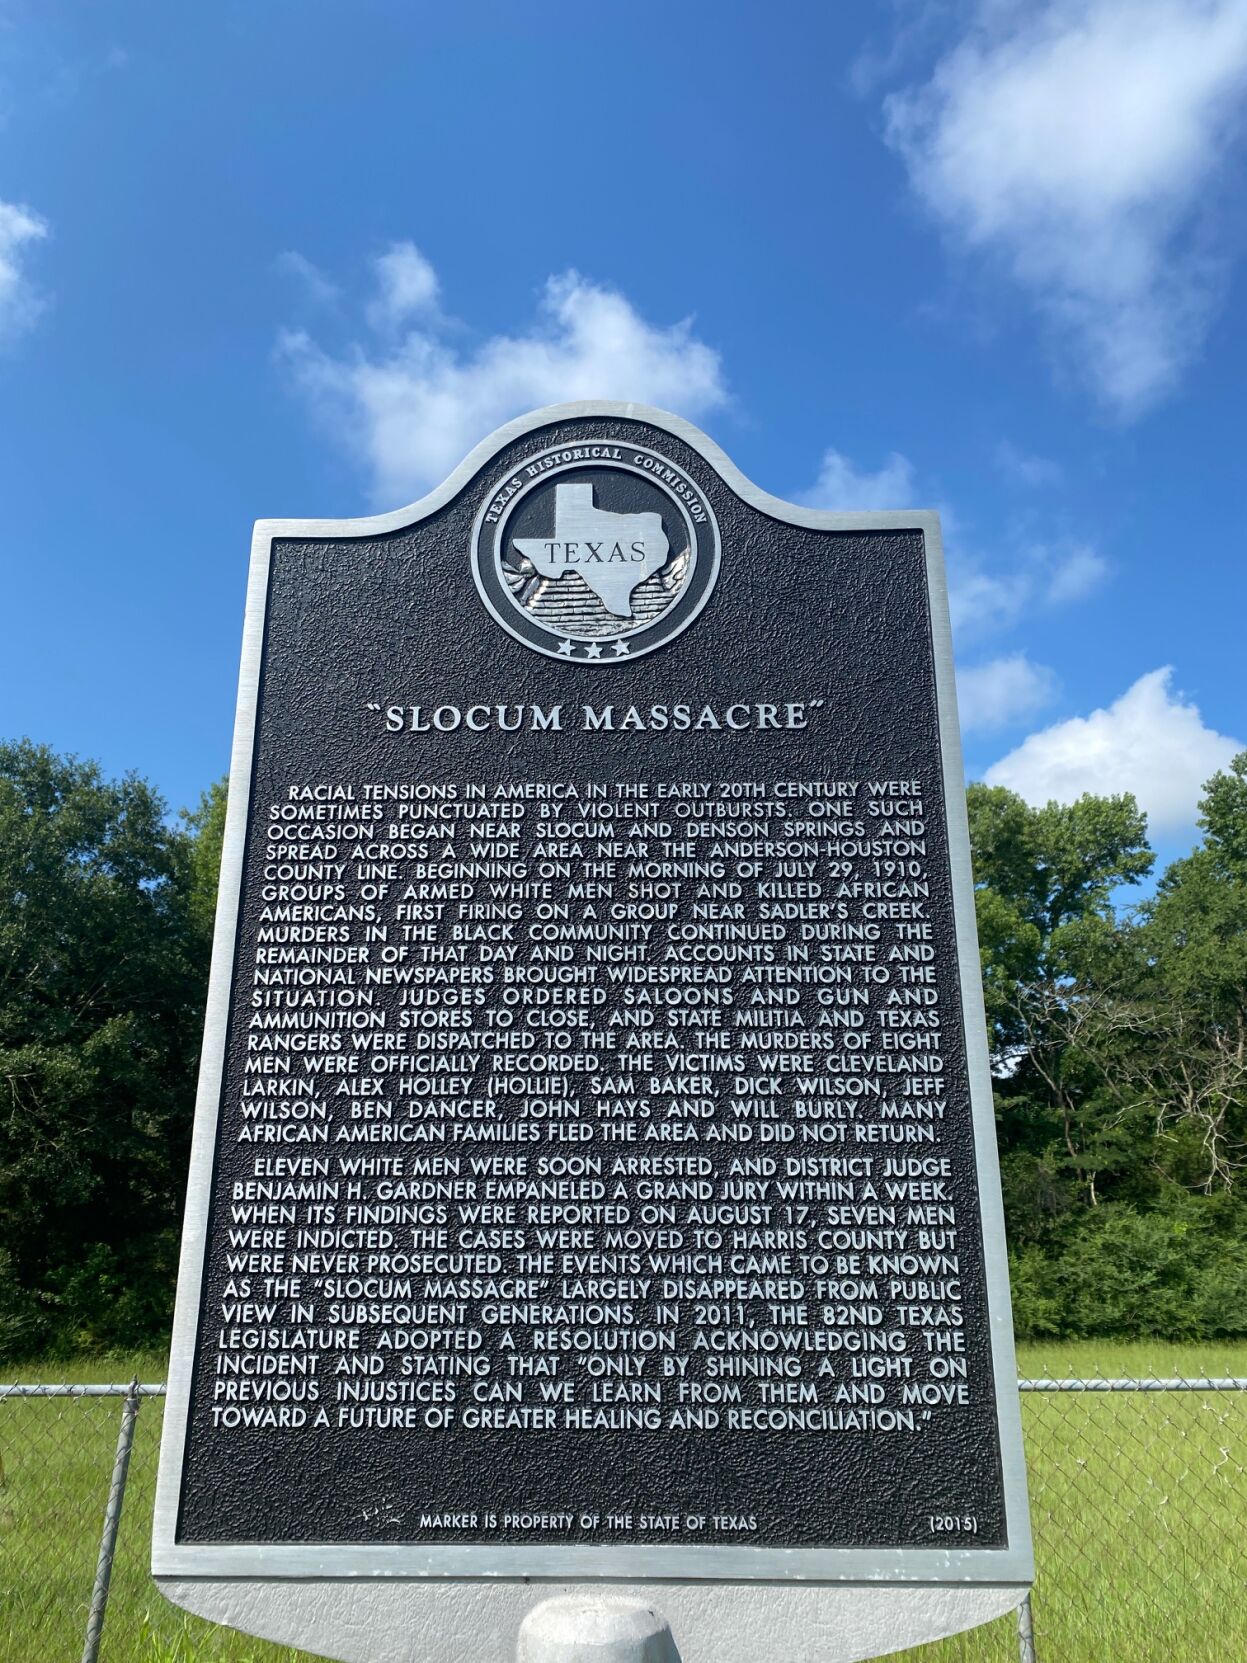 TEXAS HISTORICAL COMMISSION
TEXAS
"SLOCUM MASSACRE"
RACIAL TENSIONS IN AMERICA IN THE EARLY 20TH CENTURY WERE
SOMETIMES PUNCTUATED BY VIOLENT OUTBURSTS. ONE SUCH
OCCASION BEGAN NEAR SLOCUM AND DENSON SPRINGS AND
SPREAD ACROSS A WIDE AREA NEAR THE ANDERSON-HOUSTON
COUNTY LINE. BEGINNING ON THE MORNING OF JULY 29, 1910,
GROUPS OF ARMED WHITE MEN SHOT AND KILLED AFRICAN
AMERICANS, FIRST FIRING ON A GROUP NEAR SADLER'S CREEK.
MURDERS IN THE BLACK COMMUNITY CONTINUED DURING THE
REMAINDER OF THAT DAY AND NIGHT. ACCOUNTS IN STATE AND
NATIONAL NEWSPAPERS BROUGHT WIDESPREAD ATTENTION TO THE
SITUATION. JUDGES ORDERED SALOONS AND GUN AND
AMMUNITION STORES TO CLOSE, AND STATE MILITIA AND TEXAS
RANGERS WERE DISPATCHED TO THE AREA. THE MURDERS OF EIGHT
MEN WERE OFFICIALLY RECORDED. THE VICTIMS WERE CLEVELAND
LARKIN, ALEX HOLLEY (HOLLIE), SAM BAKER, DICK WILSON, JEFF
WILSON, BEN DANCER, JOHN HAYS AND WILL BURLY. MANY
AFRICAN AMERICAN FAMILIES FLED THE AREA AND DID NOT RETURN.
ELEVEN WHITE MEN WERE SOON ARRESTED, AND DISTRICT JUDGE
BENJAMIN H. GARDNER EMPANELED A GRAND JURY WITHIN A WEEK.
WHEN ITS FINDINGS WERE REPORTED ON AUGUST 17, SEVEN MEN
WERE INDICTED. THE CASES WERE MOVED TO HARRIS COUNTY BUT
WERE NEVER PROSECUTED. THE EVENTS WHICH CAME TO BE KNOWN
AS THE "SLOCUM MASSACRE" LARGELY DISAPPEARED FROM PUBLIC
VIEW IN SUBSEQUENT GENERATIONS. IN 2011, THE 82ND TEXAS
LEGISLATURE ADOPTED A RESOLUTION ACKNOWLEDGING THE
INCIDENT AND STATING THAT "ONLY BY SHINING A LIGHT ON
PREVIOUS INJUSTICES CAN WE LEARN FROM THEM AND MOVE
TOWARD A FUTURE OF GREATER HEALING AND RECONCILIATION."
MARKER IS PROPERTY OF THE STATE OF TEXAS
(2015)